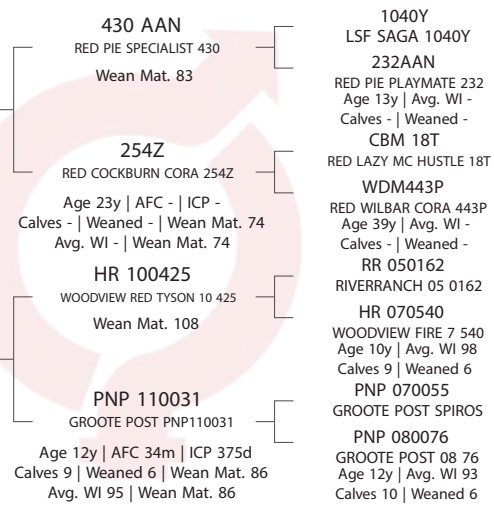 430 AAN
RED PIE SPECIALIST 430
Wean Mat. 83
254Z
RED COCKBURN CORA 254Z
Age 23y | AFC - | ICP -
Calves - | Weaned - | Wean Mat. 74
Avg. WI - | Wean Mat. 74
HR 100425
WOODVIEW RED TYSON 10 425
Wean Mat. 108
PNP 110031
GROOTE POST PNP110031
Age 12y | AFC 34m | ICP 375d
Calves 9 | Weaned 6 | Wean Mat. 86
Avg. WI 95 | Wean Mat. 86
1040Y
LSF SAGA 1040Y
232AAN
RED PIE PLAYMATE 232
Age 13y | Avg. WI -
Calves - | Weaned -
CBM 18T
RED LAZY MC HUSTLE 18T
WDM443P
RED WILBAR CORA 443P
Age 39y | Avg. WI -
Calves - | Weaned -
RR 050162
RIVERRANCH 05 0162
HR 070540
WOODVIEW FIRE 7 540
Age 10y | Avg. WI 98
Calves 9 | Weaned 6
PNP 070055
GROOTE POST SPIROS
PNP 080076
GROOTE POST 08 76
Age 12y | Avg. WI 93
Calves 10 | Weaned 6